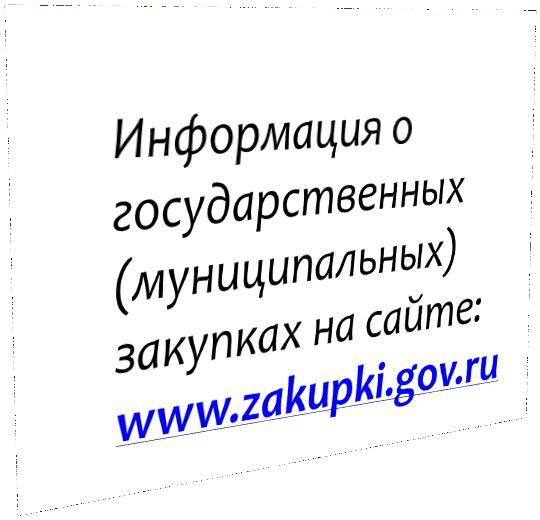 Информация о
государственных
(муниципальных)
закупках на сайте:
www.zakupki.gov.ru